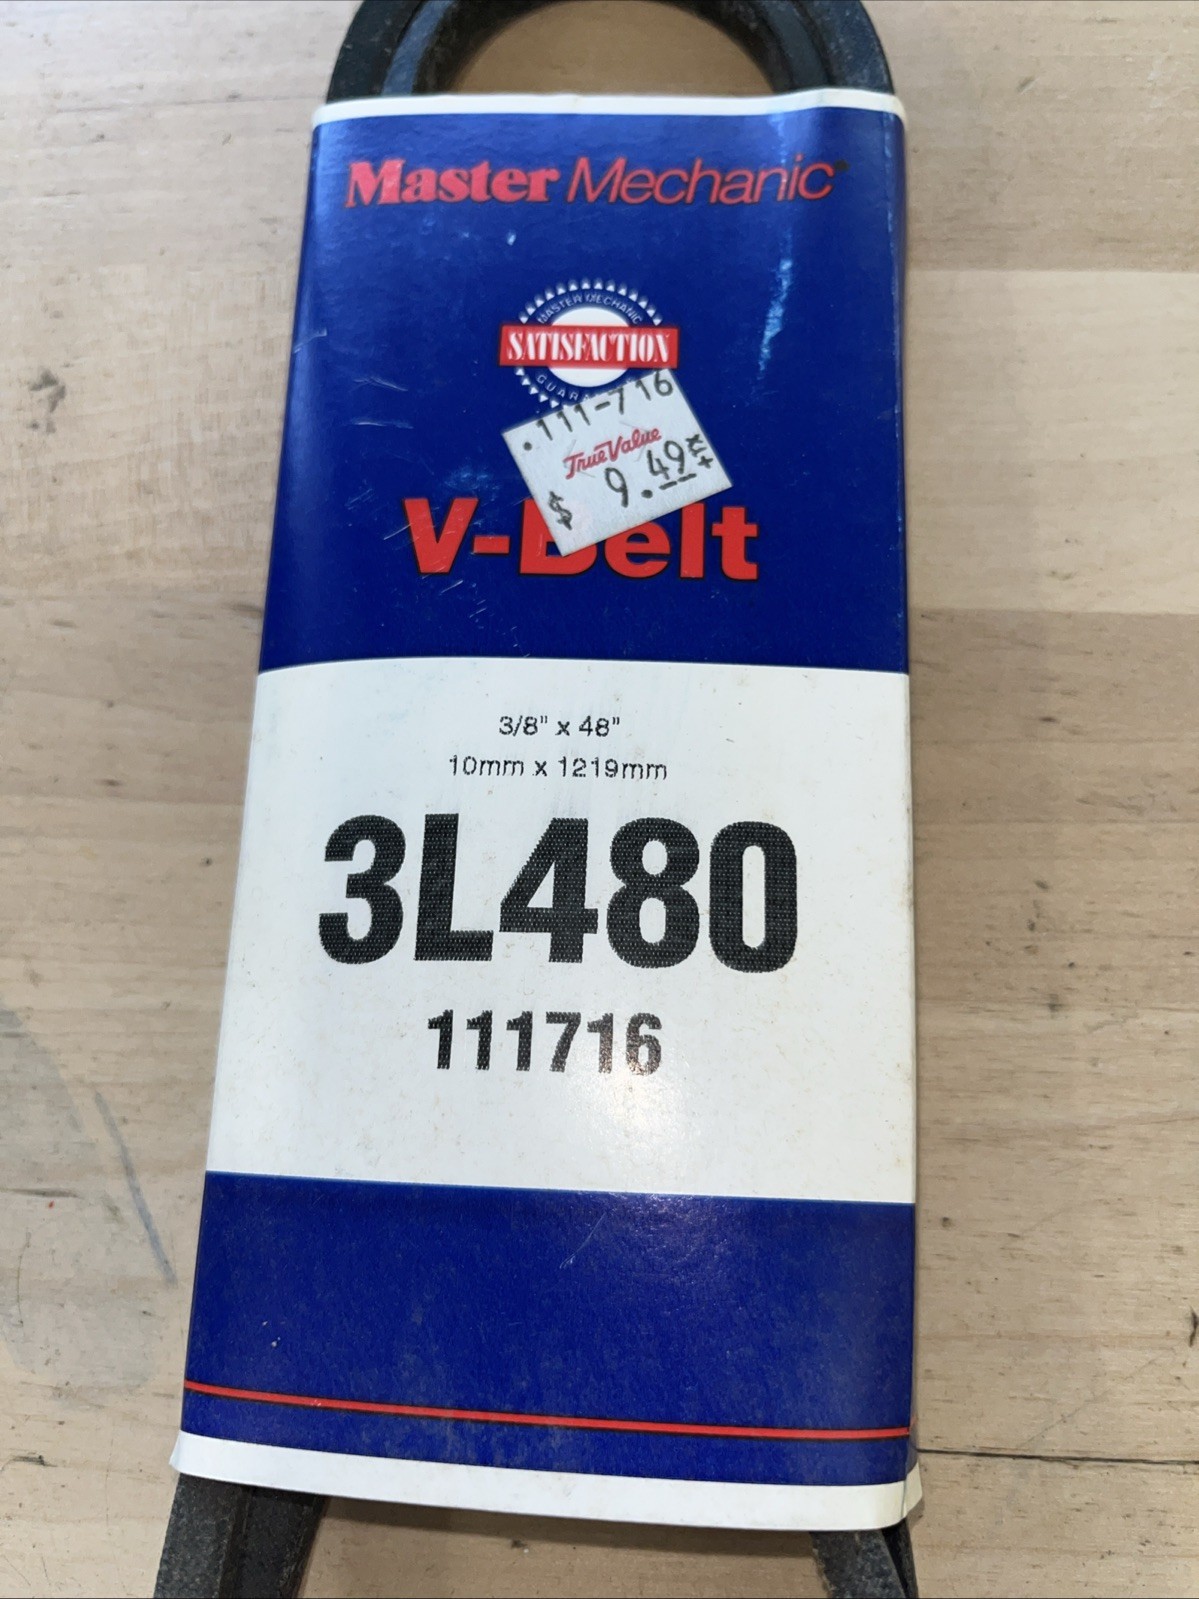 Master Mechanic
MASTER MECHANIC
SATISFACTION
.111-716
True Value
$ 9.49
V-Belt
3/8" x 48"
10mm x 1219mm
3L480
111716